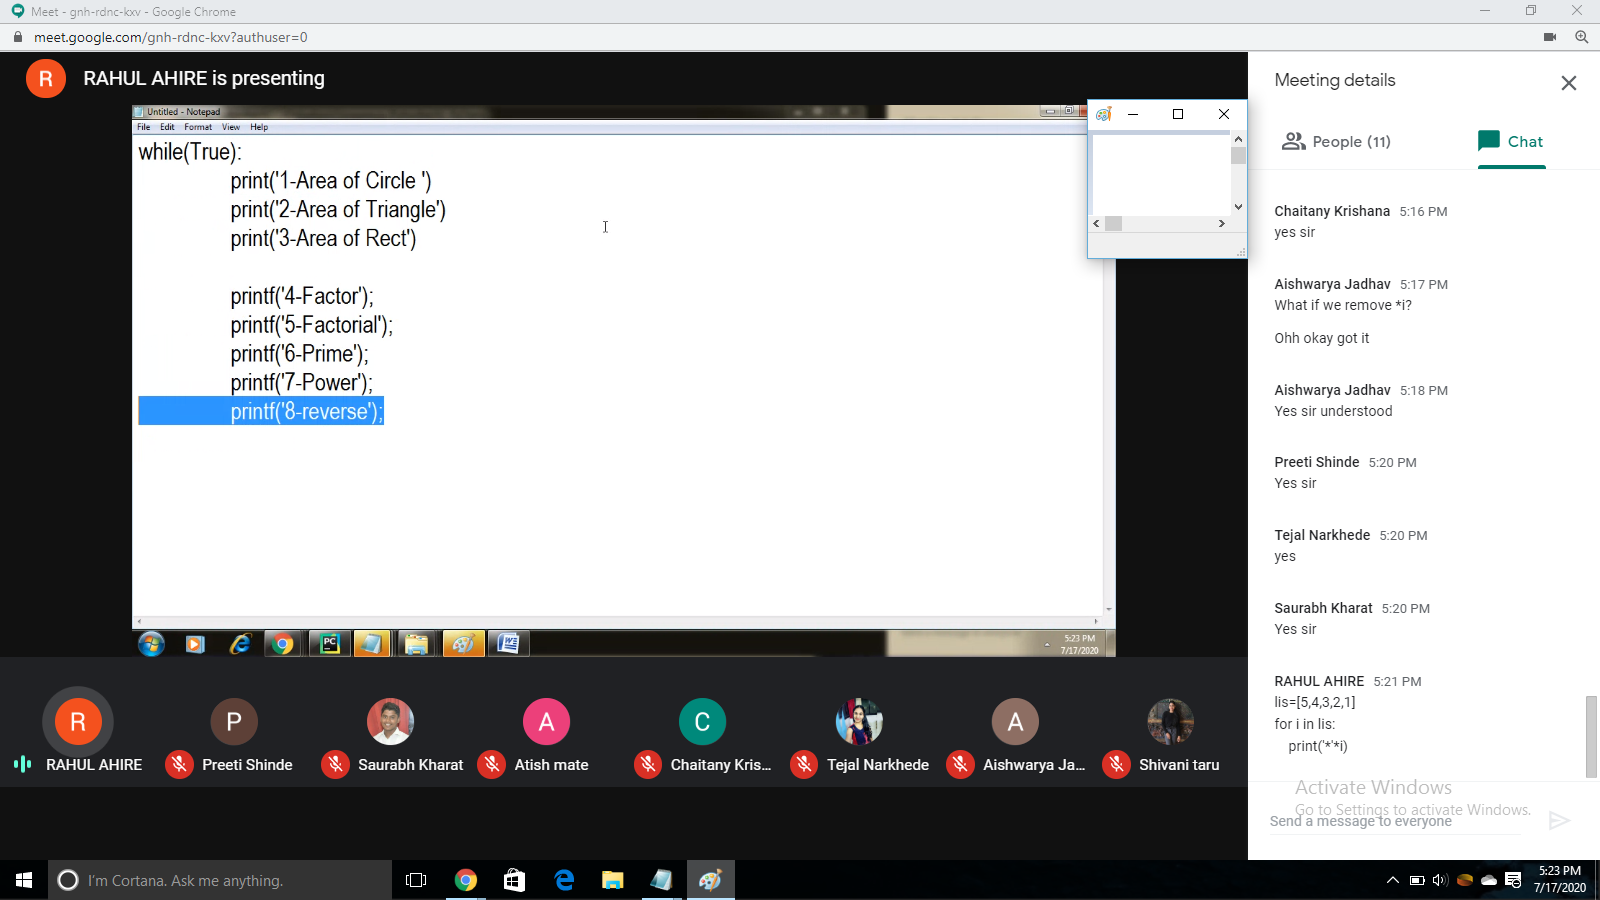 Meet - gnh-rdnc-kxv - Google Chrome
meet.google.com/gnh-rdnc-kxv?authuser=0
R RAHUL AHIRE is presenting
Untitled - Notepad
File Edit Format View Help
while(True):
print('1-Area of Circle ')
print('2-Area of Triangle')
print('3-Area of Rect')
printf('4-Factor');
printf('5-Factorial');
printf('6-Prime');
printf('7-Power');
printf('8-reverse');
PC
W
5:23 PM
7/17/2020
R
P
A
C
A
RAHUL AHIRE
Preeti Shinde
Saurabh Kharat
Atish mate
Chaitany Kris...
Tejal Narkhede
Aishwarya Ja...
Shivani taru
Meeting details
People (11)
Chat
Chaitany Krishana 5:16 PM
yes sir
Aishwarya Jadhav 5:17 PM
What if we remove *i?
Ohh okay got it
Aishwarya Jadhav 5:18 PM
Yes sir understood
Preeti Shinde 5:20 PM
Yes sir
Tejal Narkhede 5:20 PM
yes
Saurabh Kharat 5:20 PM
Yes sir
RAHUL AHIRE 5:21 PM
lis=[5,4,3,2,1]
for i in lis:
print('*'*i)
Activate Windows
Go to Settings to activate Windows.
Send a message to everyone
I'm Cortana. Ask me anything.
5:23 PM
7/17/2020